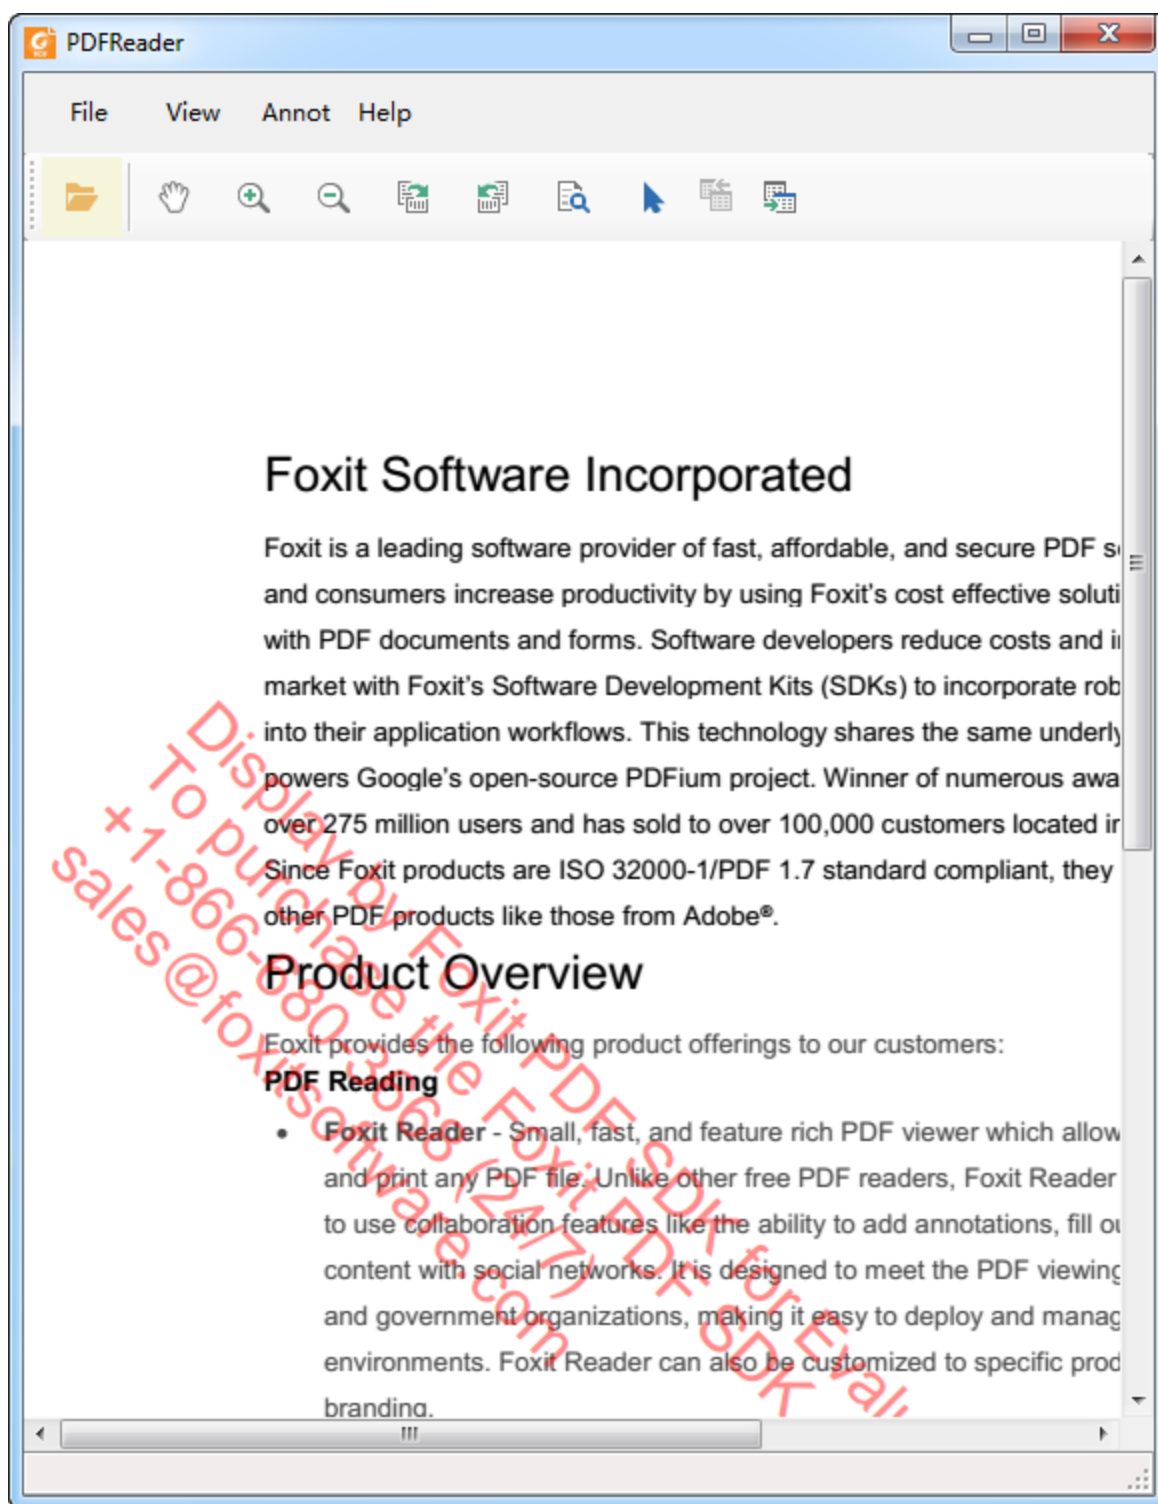 PDFReader
File View Annot Help
Foxit Software Incorporated
Foxit is a leading software provider of fast, affordable, and secure PDF s
and consumers increase productivity by using Foxit's cost effective soluti
with PDF documents and forms. Software developers reduce costs and i
market with Foxit's Software Development Kits (SDKs) to incorporate rob
into their application workflows. This technology shares the same underly
powers Google's open-source PDFium project. Winner of numerous awa
over 275 million users and has sold to over 100,000 customers located in
Since Foxit products are ISO 32000-1/PDF 1.7 standard compliant, they
other PDF products like those from Adobe®.
Product Overview
Foxit provides the following product offerings to our customers:
PDF Reading
• Foxit Reader - Small, fast, and feature rich PDF viewer which allow
and print any PDF file. Unlike other free PDF readers, Foxit Reader
to use collaboration features like the ability to add annotations, fill ou
content with social networks. It is designed to meet the PDF viewing
and government organizations, making it easy to deploy and manag
environments. Foxit Reader can also be customized to specific prod
branding.
Display by Foxit PDF SDK for Evalu
To purchase the Foxit PDF SDK
+1-866-680-3668 (24/7)
sales@foxitsoftware.com